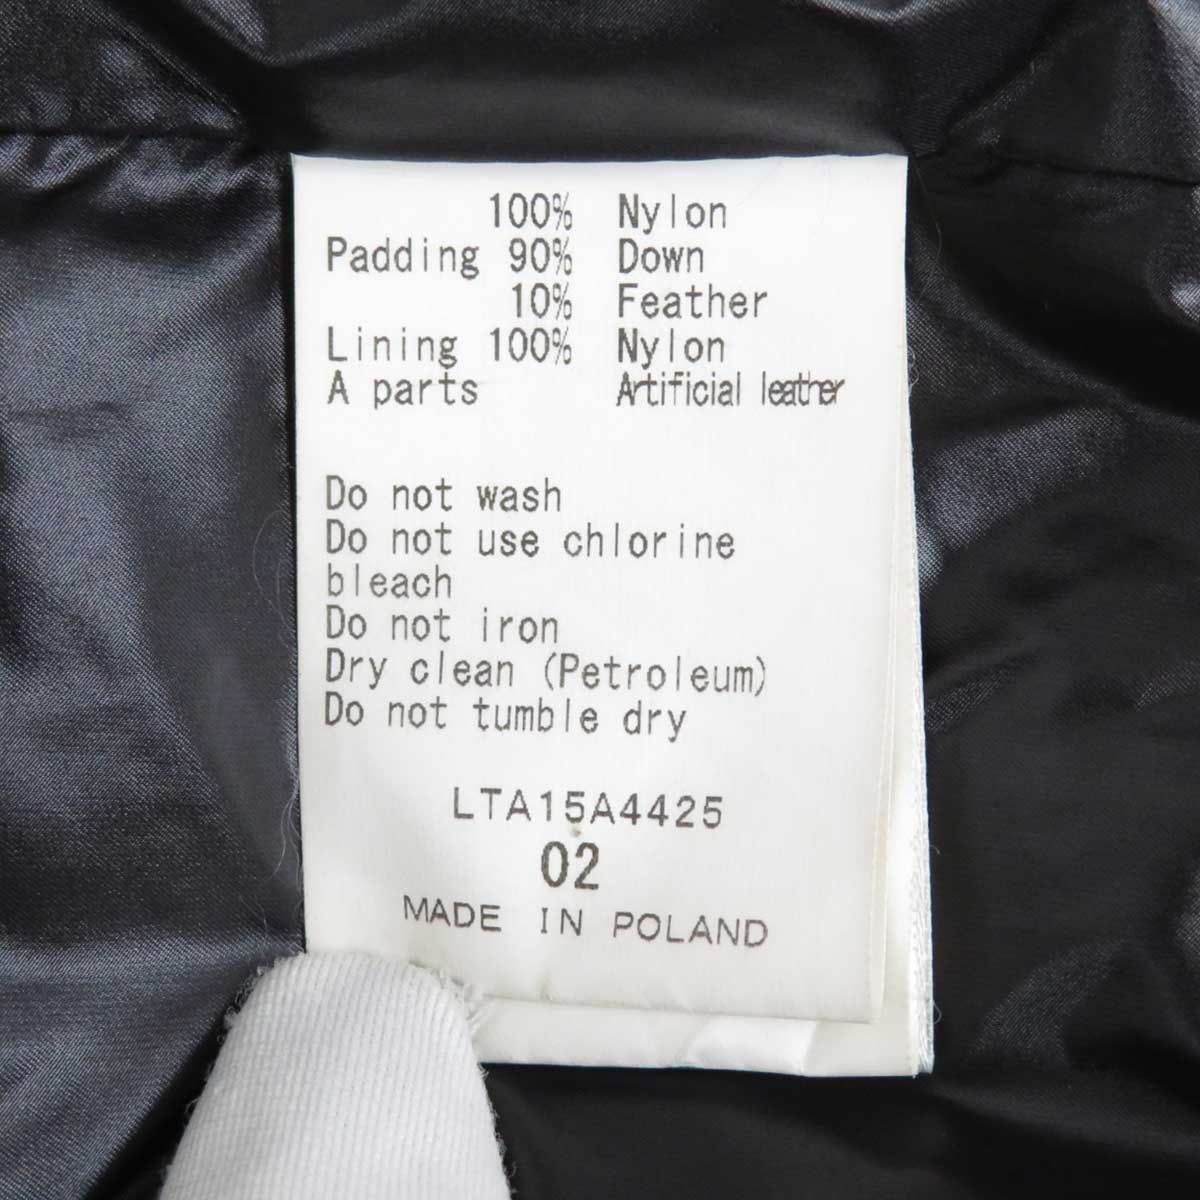 100% Nylon
Padding 90% Down
10% Feather
Lining 100% Nylon
A parts Artificial leather
Do not wash
Do not use chlorine
bleach
Do not iron
Dry clean (Petroleum)
Do not tumble dry
LTA15A4425
02
MADE IN POLAND